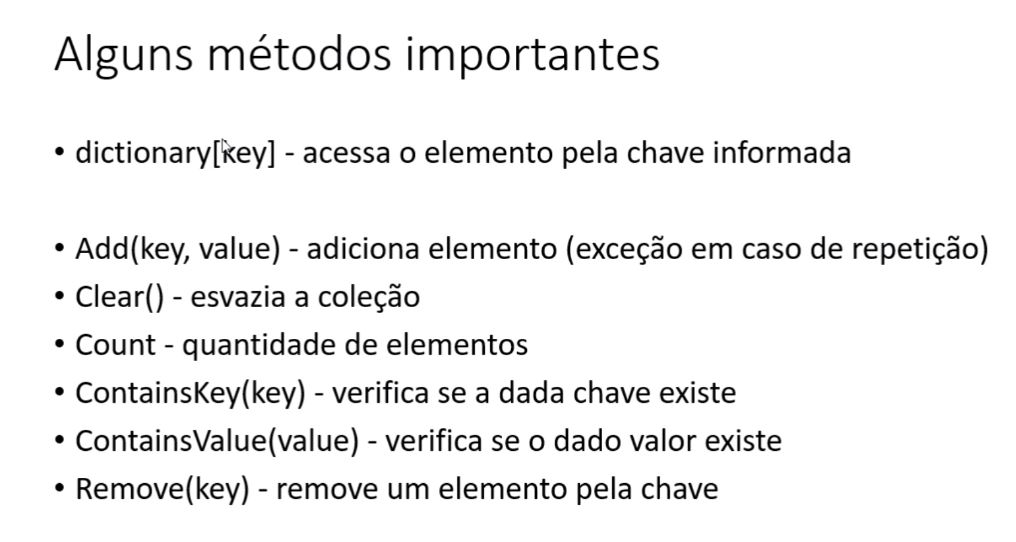 Alguns métodos importantes
• dictionary[key] - acessa o elemento pela chave informada
• Add(key, value) - adiciona elemento (exceção em caso de repetição)
• Clear() - esvazia a coleção
• Count - quantidade de elementos
• ContainsKey(key) - verifica se a dada chave existe
• ContainsValue(value) - verifica se o dado valor existe
• Remove(key) - remove um elemento pela chave